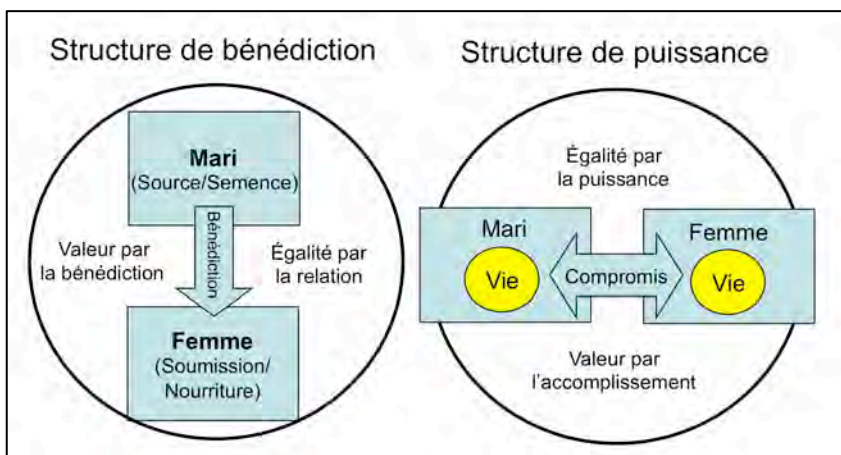 Structure de bénédiction
Mari
(Source/Semence)
Bénédiction
Valeur par
la bénédiction
Égalité par
la relation
Femme
(Soumission/
Nourriture)
Structure de puissance
Égalité par
la puissance
Mari
Vie
Compromis
Femme
Vie
Valeur par
l'accomplissement